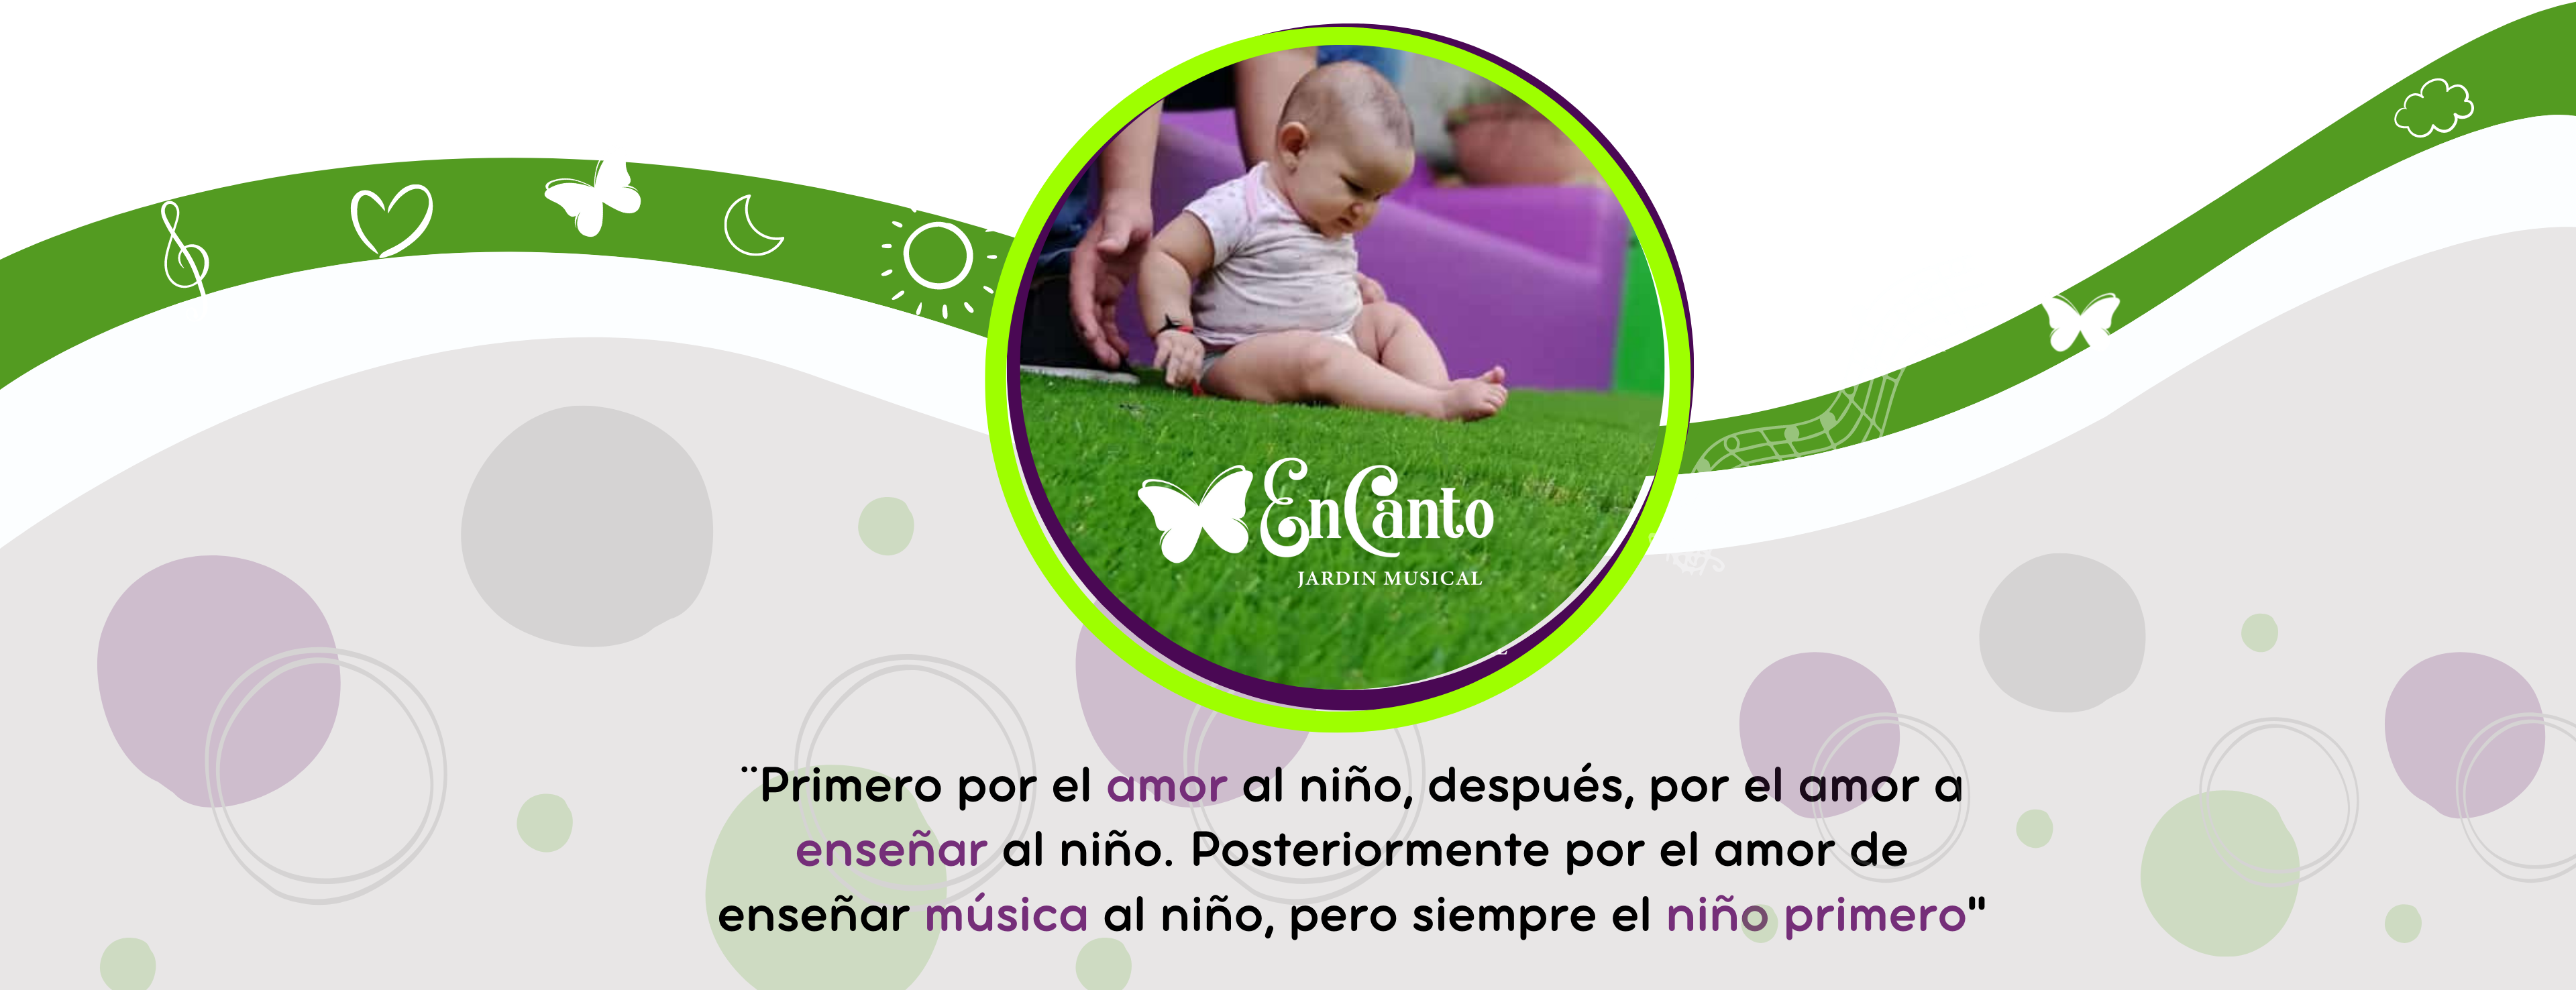 EnCanto
JARDIN MUSICAL
¨Primero por el amor al niño, después, por el amor a
enseñar al niño. Posteriormente por el amor de
enseñar música al niño, pero siempre el niño primero"